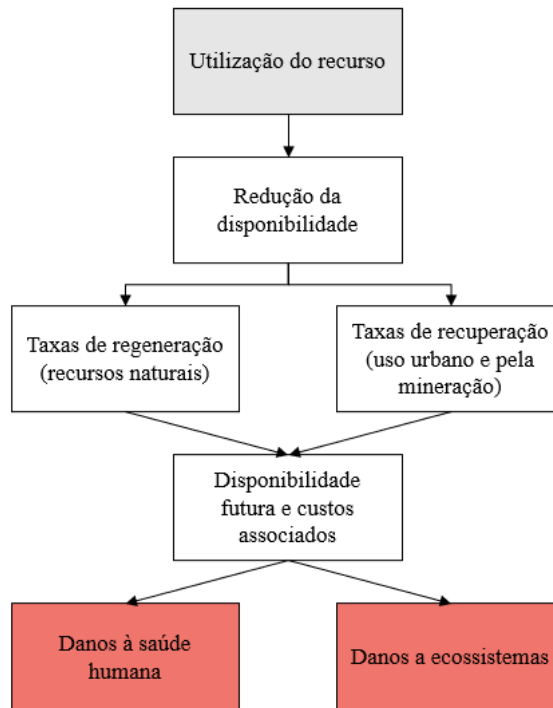 Utilização do recurso
Redução da
disponibilidade
Taxas de regeneração
(recursos naturais)
Taxas de recuperação
(uso urbano e pela
mineração)
Disponibilidade
futura e custos
associados
Danos à saúde
humana
Danos a ecossistemas